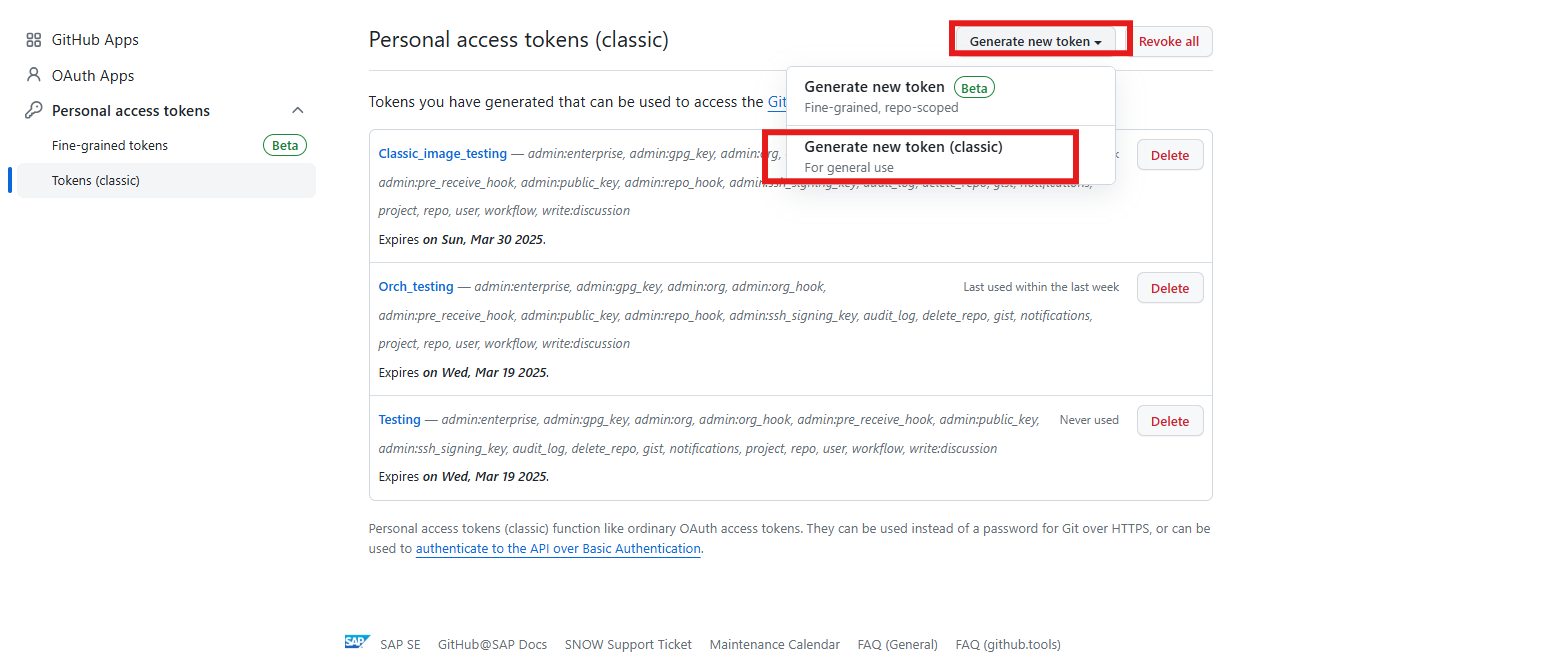 GitHub Apps
OAuth Apps
Personal access tokens
Fine-grained tokens Beta
Tokens (classic)
Personal access tokens (classic)
Generate new token
Revoke all
Generate new token Beta
Fine-grained, repo-scoped
Generate new token (classic)
For general use
Tokens you have generated that can be used to access the Git
Classic_image_testing — admin:enterprise, admin:gpg_key, admin:org,
Delete
admin:pre_receive_hook, admin:public_key, admin:repo_hook, admin:ssh_signing_key, audit_log, delete_repo, gist, notifications,
project, repo, user, workflow, write:discussion
Expires on Sun, Mar 30 2025.
Orch_testing — admin:enterprise, admin:gpg_key, admin:org, admin:org_hook,
Last used within the last week
Delete
admin:pre_receive_hook, admin:public_key, admin:repo_hook, admin:ssh_signing_key, audit_log, delete_repo, gist, notifications,
project, repo, user, workflow, write:discussion
Expires on Wed, Mar 19 2025.
Testing — admin:enterprise, admin:gpg_key, admin:org, admin:org_hook, admin:pre_receive_hook, admin:public_key,
Never used
Delete
admin:ssh_signing_key, audit_log, delete_repo, gist, notifications, project, repo, user, workflow, write:discussion
Expires on Wed, Mar 19 2025.
Personal access tokens (classic) function like ordinary OAuth access tokens. They can be used instead of a password for Git over HTTPS, or can be
used to authenticate to the API over Basic Authentication.
SAP SAP SE GitHub@SAP Docs SNOW Support Ticket Maintenance Calendar FAQ (General) FAQ (github.tools)